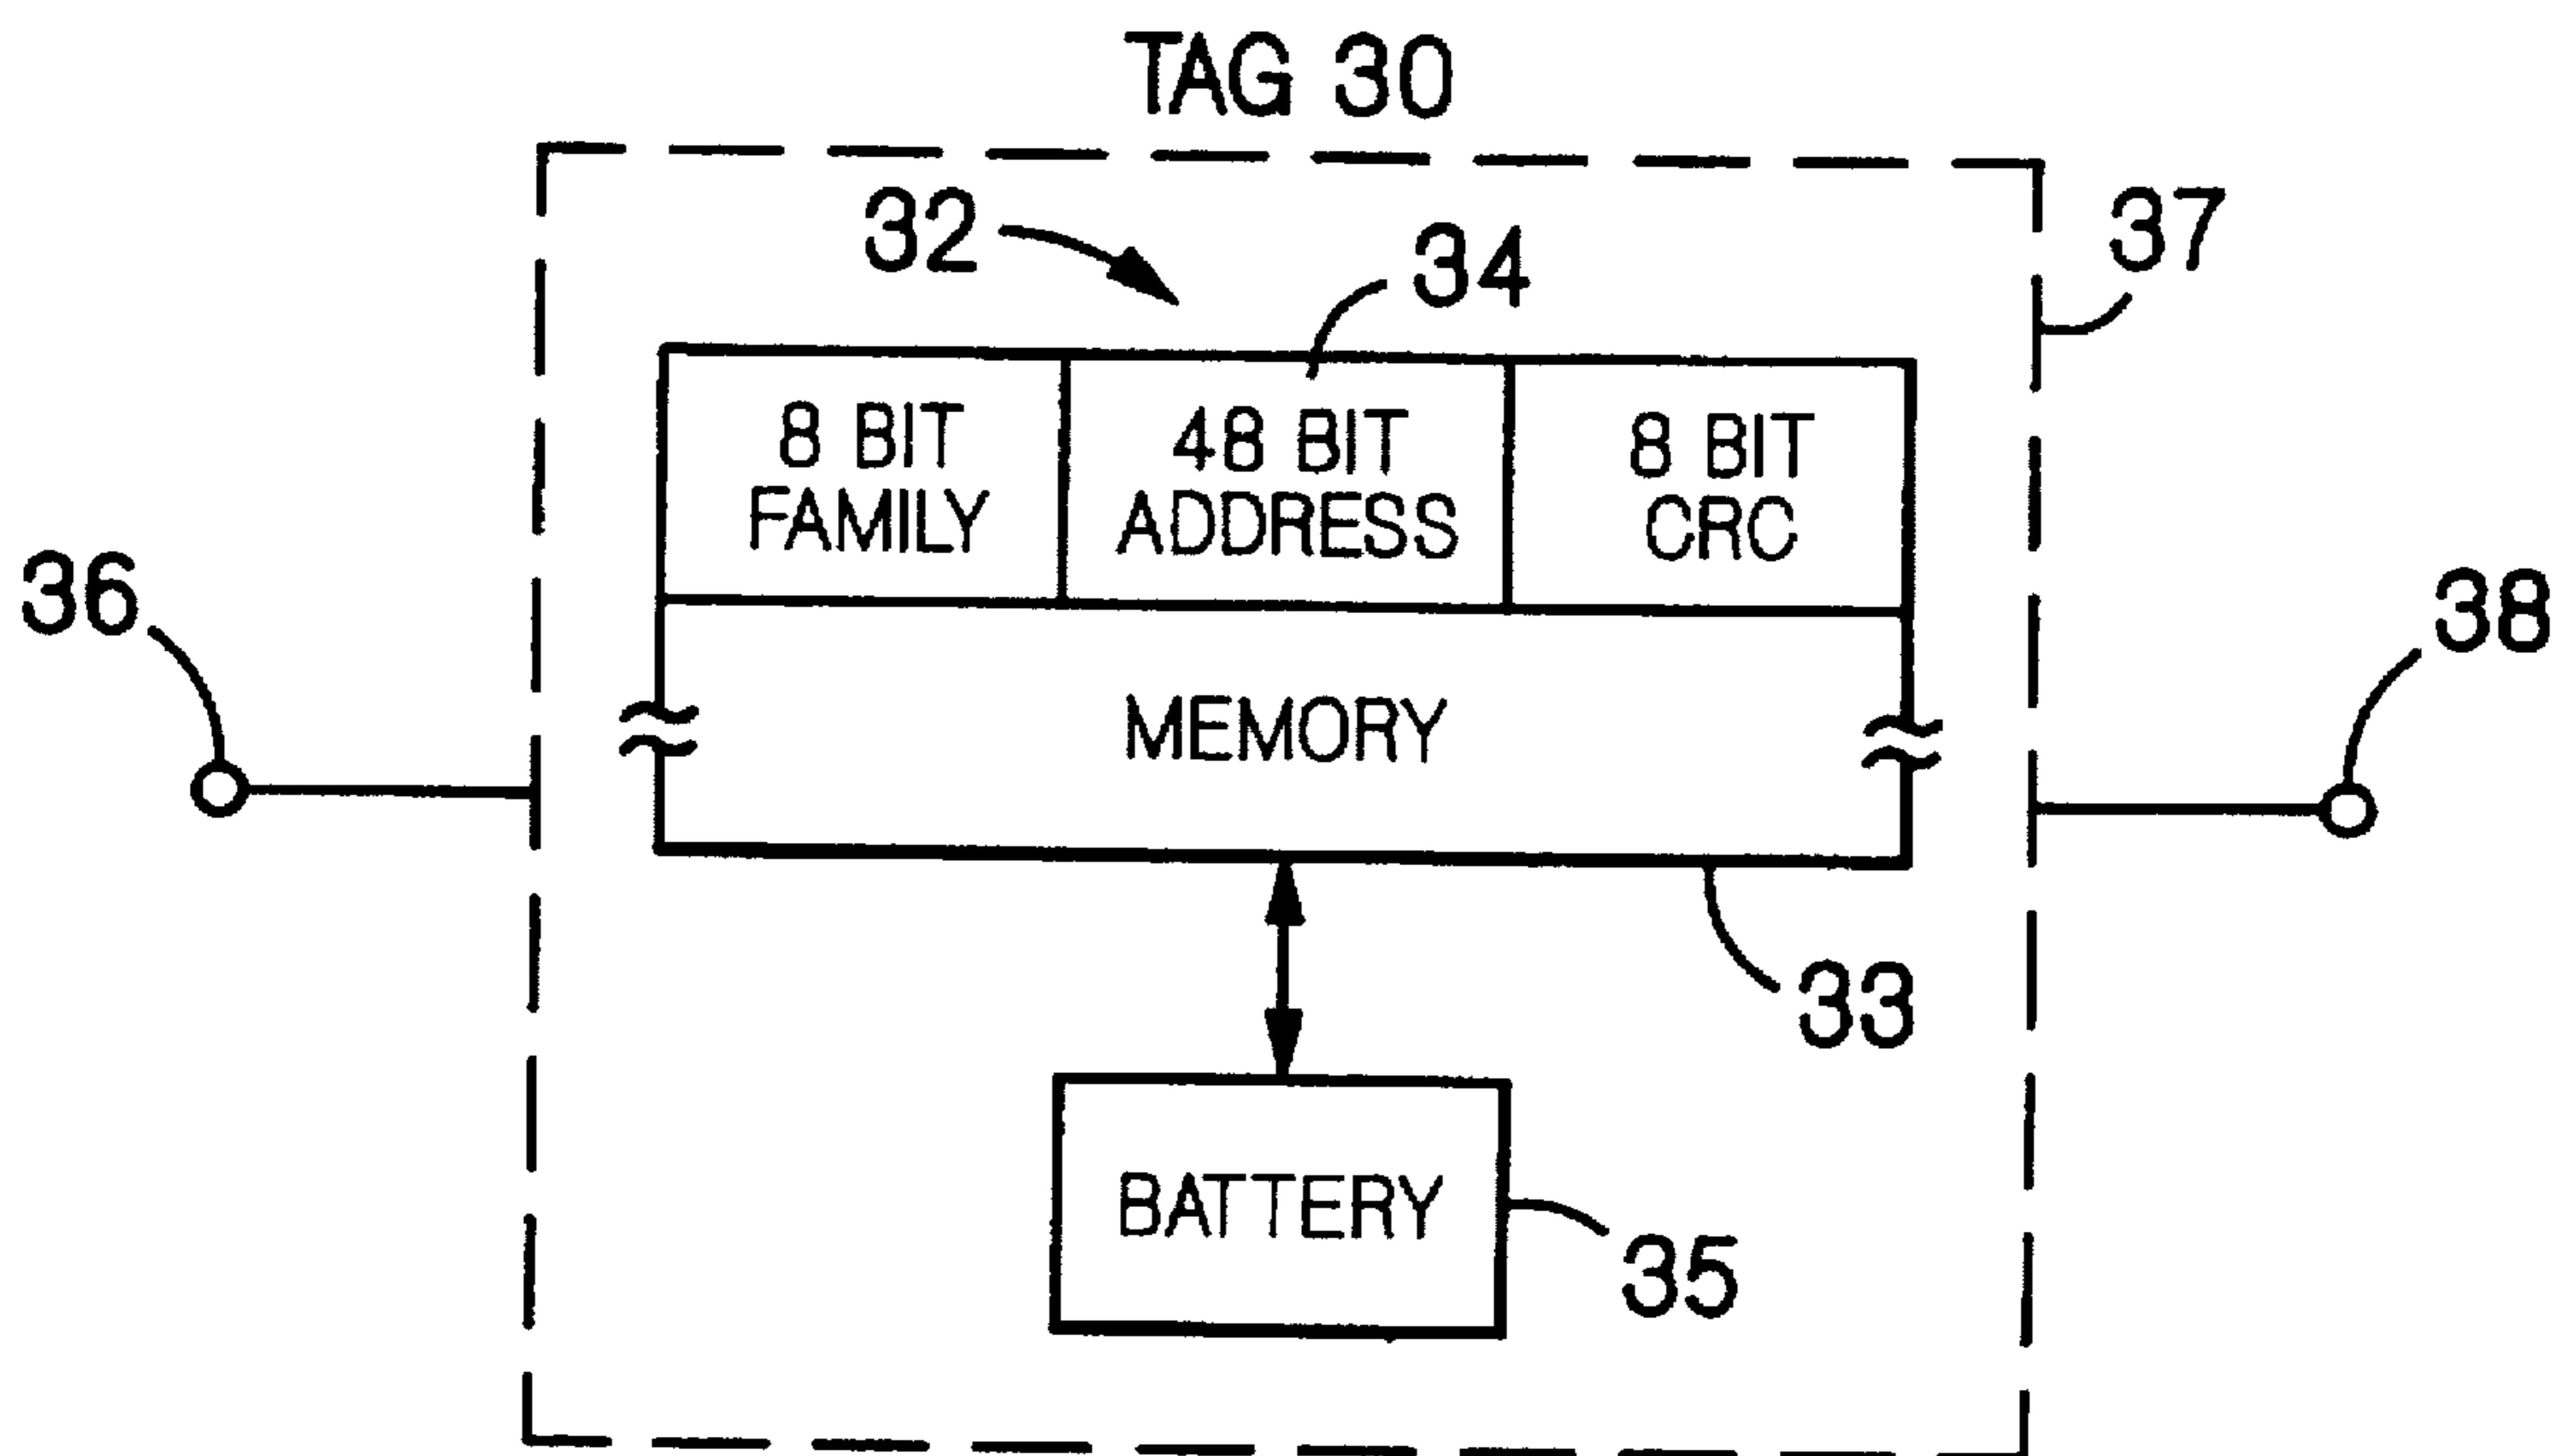 TAG 30
32
34
37
8 BIT
FAMILY
48 BIT
ADDRESS
8 BIT
CRC
36
38
MEMORY
33
BATTERY
35